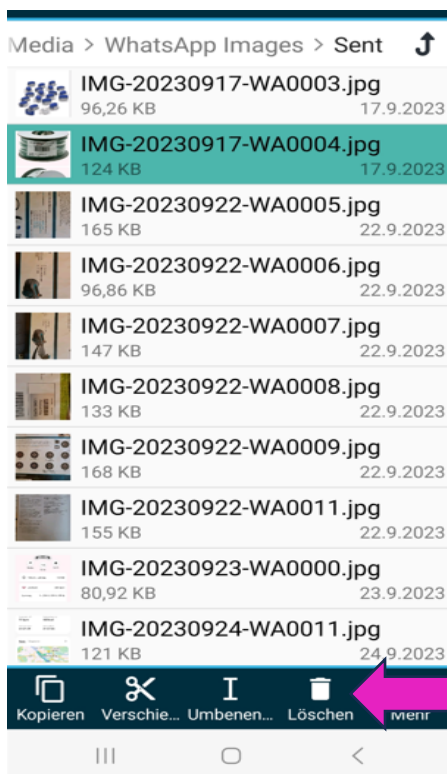 Media > WhatsApp Images > Sent
IMG-20230917-WA0003.jpg
96,26 KB 17.9.2023
IMG-20230917-WA0004.jpg
124 KB 17.9.2023
IMG-20230922-WA0005.jpg
165 KB 22.9.2023
IMG-20230922-WA0006.jpg
96,86 KB 22.9.2023
IMG-20230922-WA0007.jpg
147 KB 22.9.2023
IMG-20230922-WA0008.jpg
133 KB 22.9.2023
IMG-20230922-WA0009.jpg
168 KB 22.9.2023
IMG-20230922-WA0011.jpg
155 KB 22.9.2023
IMG-20230923-WA0000.jpg
80,92 KB 23.9.2023
IMG-20230924-WA0011.jpg
121 KB 24.9.2023
Kopieren Verschie... Umbenen... Löschen Mehr